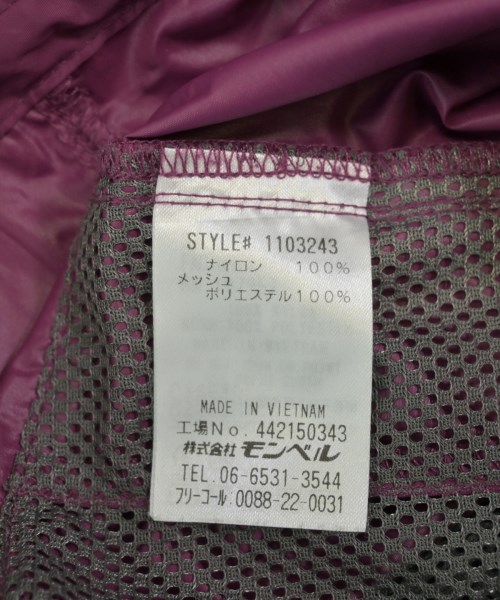 STYLE# 1103243
ナイロン 100%
メッシュ
ポリエステル100%
MADE IN VIETNAM
工場No. 442150343
株式会社 モンベル
TEL. 06-6531-3544
フリーコール 0088-22-0031